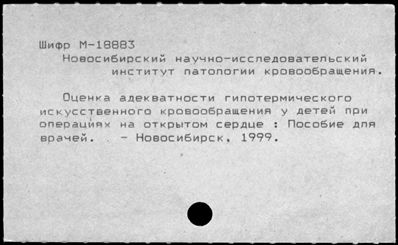 Шифр М-18883
Новосибирский научно-исследовательский
институт патологии кровообращения.
Оценка адекватности гипотермического
искусственного кровообращения у детей при
операциях на открытом сердце : Пособие для
врачей. - Новосибирск, 1999.